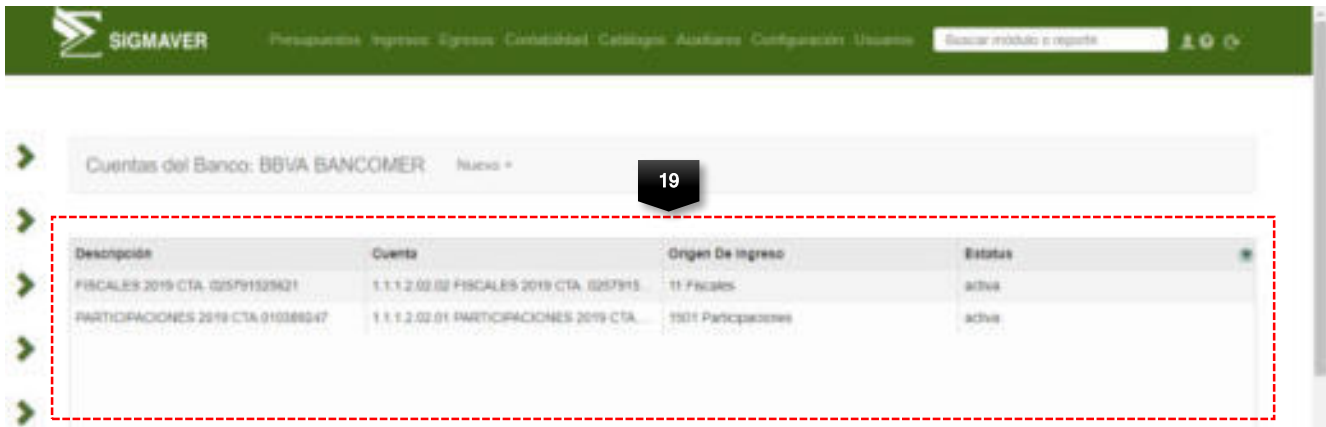 SIGMAVER Presupuestos Ingresos Egresos Contabilidad Catálogos Auxiliares Configuración Usuarios Buscar módulo o reporte
Cuentas del Banco: BBVA BANCOMER Nuevo
19
Descripción Cuenta Origen De Ingreso Estatus
FISCALES 2019 CTA. 025791525621 1.1.1.2.02.02 FISCALES 2019 CTA. 0257915... 11 Fiscales activa
PARTICIPACIONES 2019 CTA 010389247 1.1.1.2.02.01 PARTICIPACIONES 2019 CTA... 1501 Participaciones activa